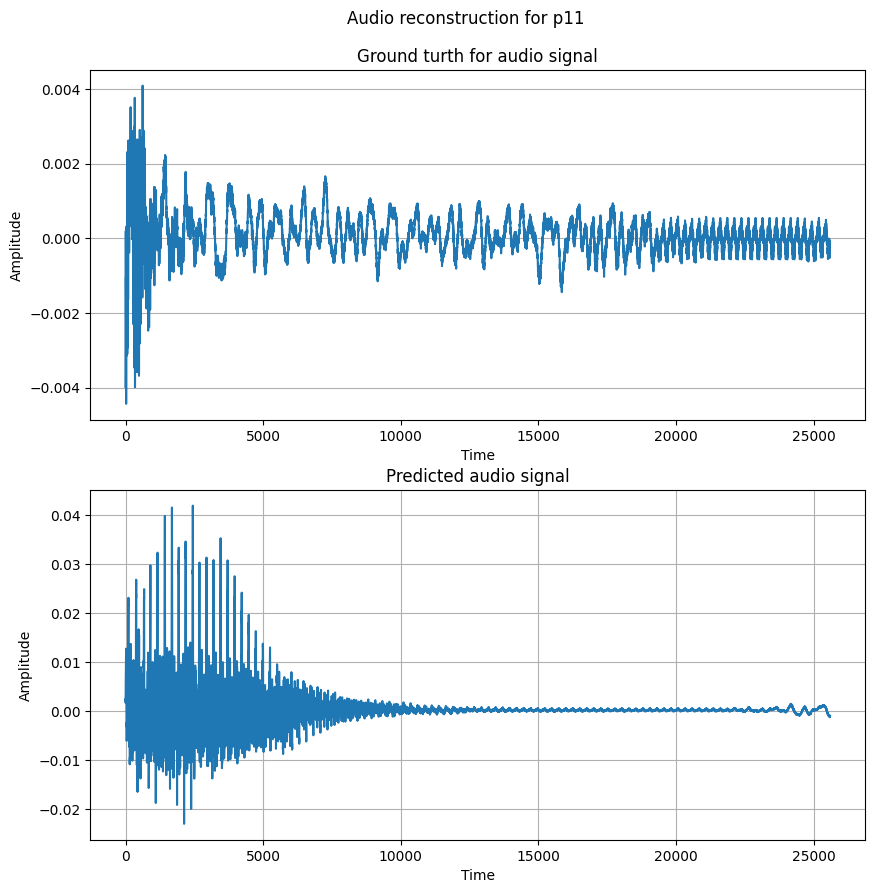 Audio reconstruction for p11
Ground turth for audio signal
0.004
0.002
0.000
−0.002
−0.004
Amplitude
0 5000 10000 15000 20000 25000
Time
Predicted audio signal
0.04
0.03
0.02
0.01
0.00
−0.01
−0.02
Amplitude
0 5000 10000 15000 20000 25000
Time